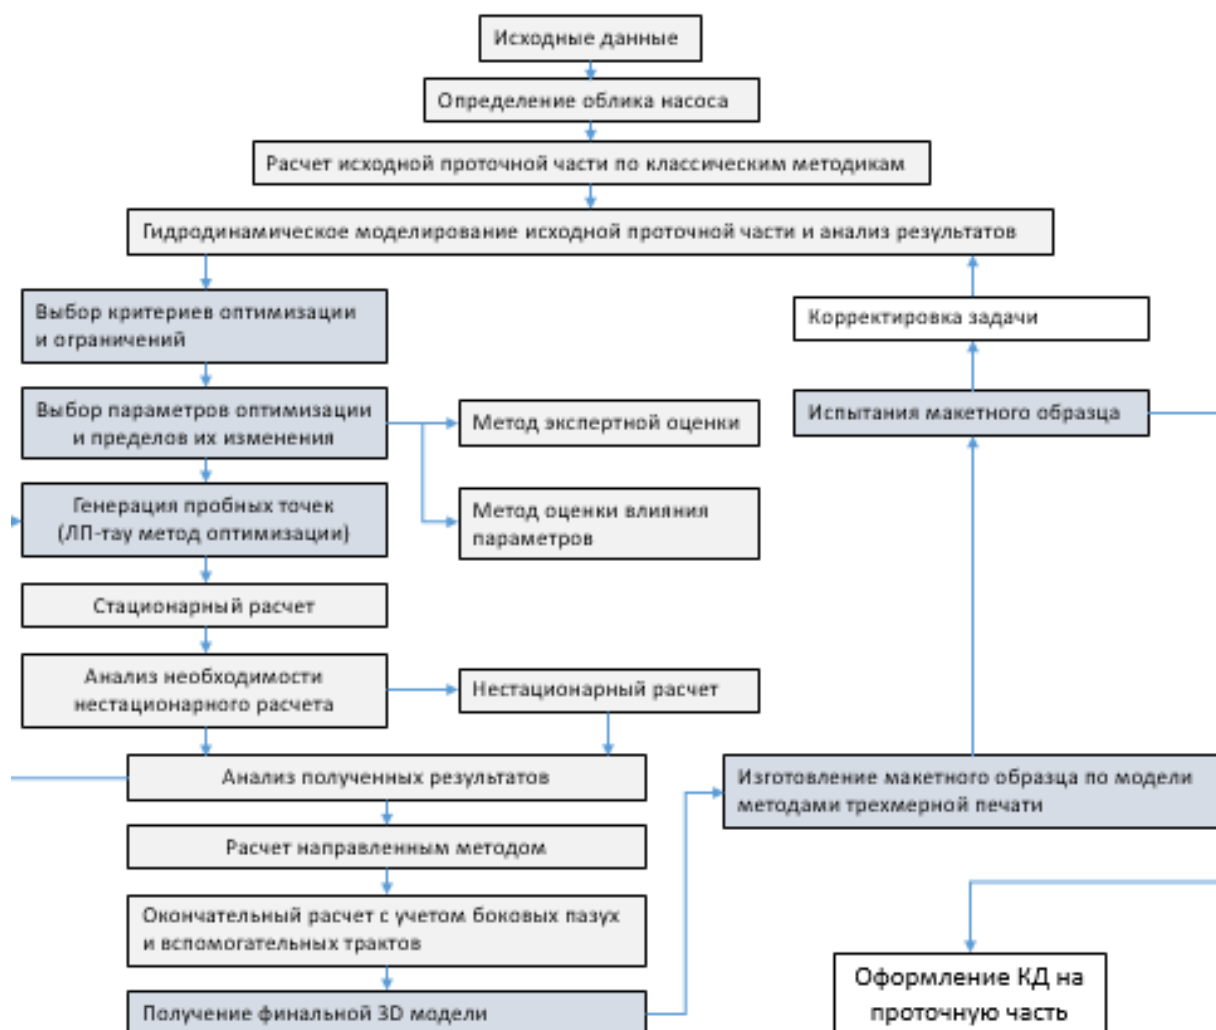 Исходные данные
Определение облика насоса
Расчет исходной проточной части по классическим методикам
Гидродинамическое моделирование исходной проточной части и анализ результатов
Выбор критериев оптимизации
и ограничений
Корректировка задачи
Выбор параметров оптимизации
и пределов их изменения
Метод экспертной оценки
Испытания макетного образца
Генерация пробных точек
(ЛП-тау метод оптимизации)
Метод оценки влияния
параметров
Стационарный расчет
Анализ необходимости
нестационарного расчета
Нестационарный расчет
Анализ полученных результатов
Изготовление макетного образца по модели
методами трехмерной печати
Расчет направленным методом
Окончательный расчет с учетом боковых пазух
и вспомогательных трактов
Получение финальной 3D модели
Оформление КД на
проточную часть